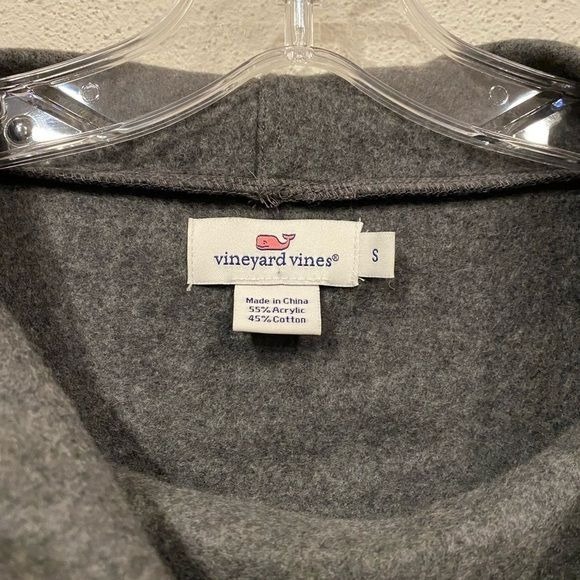 vineyard vines®
S
Made in China
55% Acrylic
45% Cotton